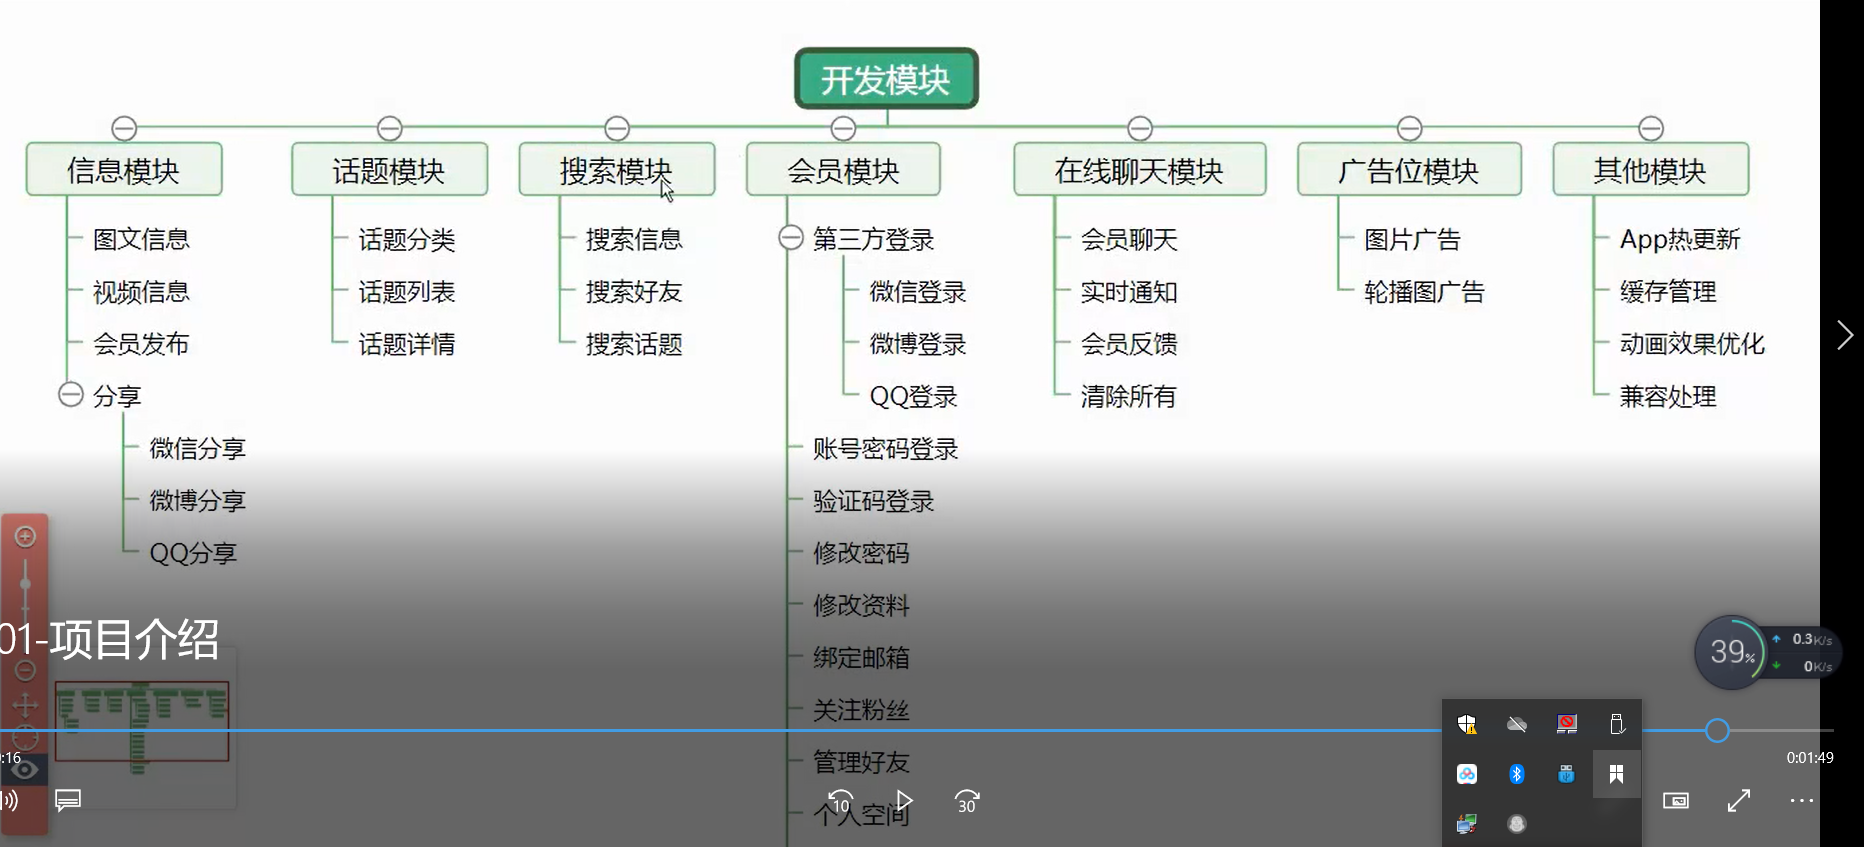 开发模块
信息模块
图文信息
视频信息
会员发布
分享
微信分享
微博分享
QQ分享
话题模块
话题分类
话题列表
话题详情
搜索模块
搜索信息
搜索好友
搜索话题
会员模块
第三方登录
微信登录
微博登录
QQ登录
账号密码登录
验证码登录
修改密码
修改资料
绑定邮箱
关注粉丝
管理好友
个人空间
在线聊天模块
会员聊天
实时通知
会员反馈
清除所有
广告位模块
图片广告
轮播图广告
其他模块
App热更新
缓存管理
动画效果优化
兼容处理
01-项目介绍
39%
0.3K/s
0K/s
:16
0:01:49
10
30